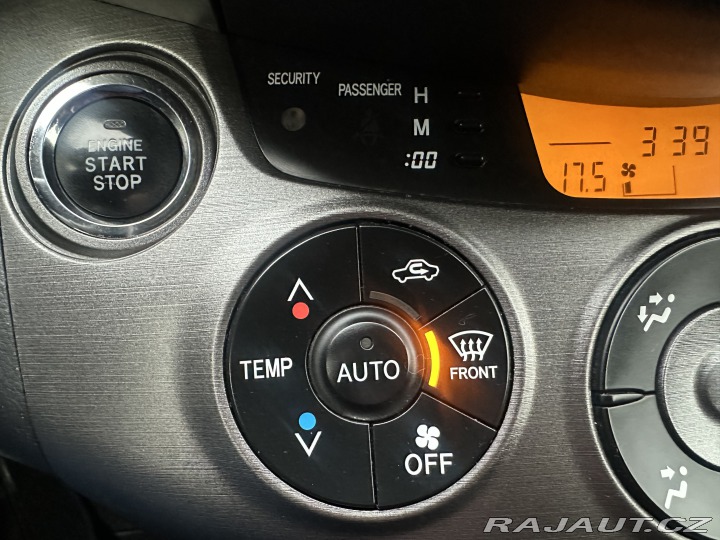 SECURITY
PASSENGER
H
M
:00
3 39
17.5
ENGINE
START
STOP
TEMP
AUTO
FRONT
OFF
RAJAUT.CZ